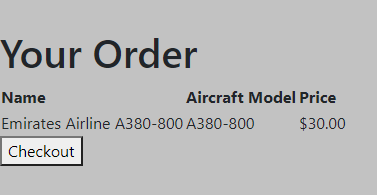 Your Order
Name Aircraft Model Price
Emirates Airline A380-800 A380-800 $30.00
Checkout